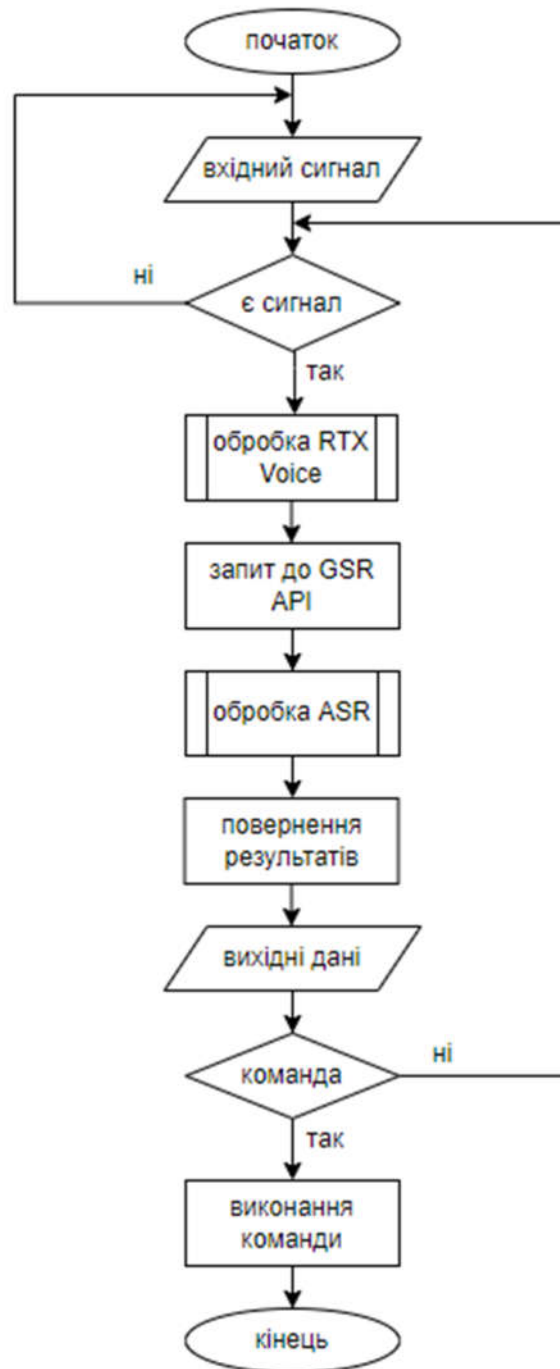 початок
вхідний сигнал
ні
є сигнал
так
обробка RTX
Voice
запит до GSR
API
обробка ASR
повернення
результатів
вихідні дані
ні
команда
так
виконання
команди
кінець